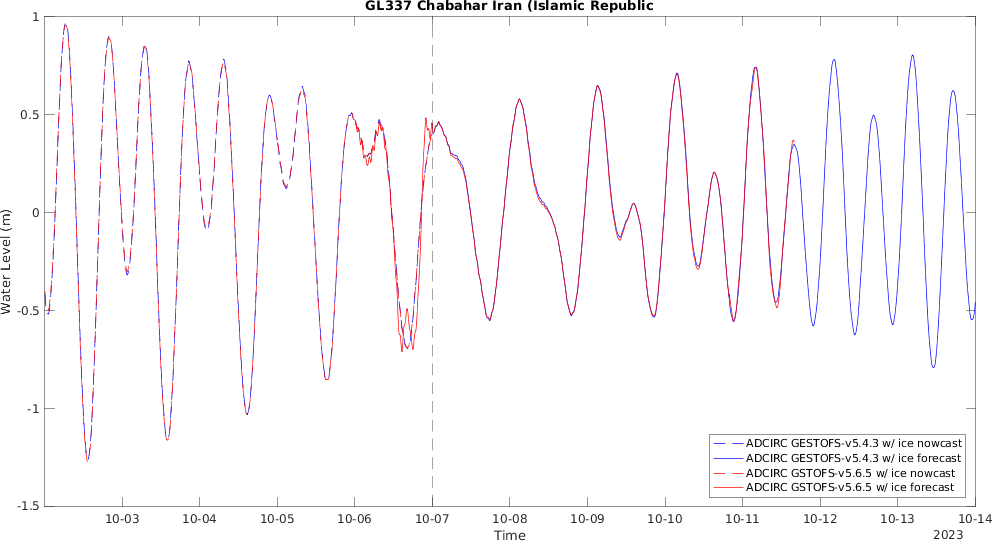 GL337 Chabahar Iran (Islamic Republic
1
0.5
0
-0.5
-1
-1.5
Water Level (m)
10-03 10-04 10-05 10-06 10-07 10-08 10-09 10-10 10-11 10-12 10-13 10-14
Time
2023
ADCIRC GESTOFS-v5.4.3 w/ ice nowcast
ADCIRC GESTOFS-v5.4.3 w/ ice forecast
ADCIRC GSTOFS-v5.6.5 w/ ice nowcast
ADCIRC GSTOFS-v5.6.5 w/ ice forecast